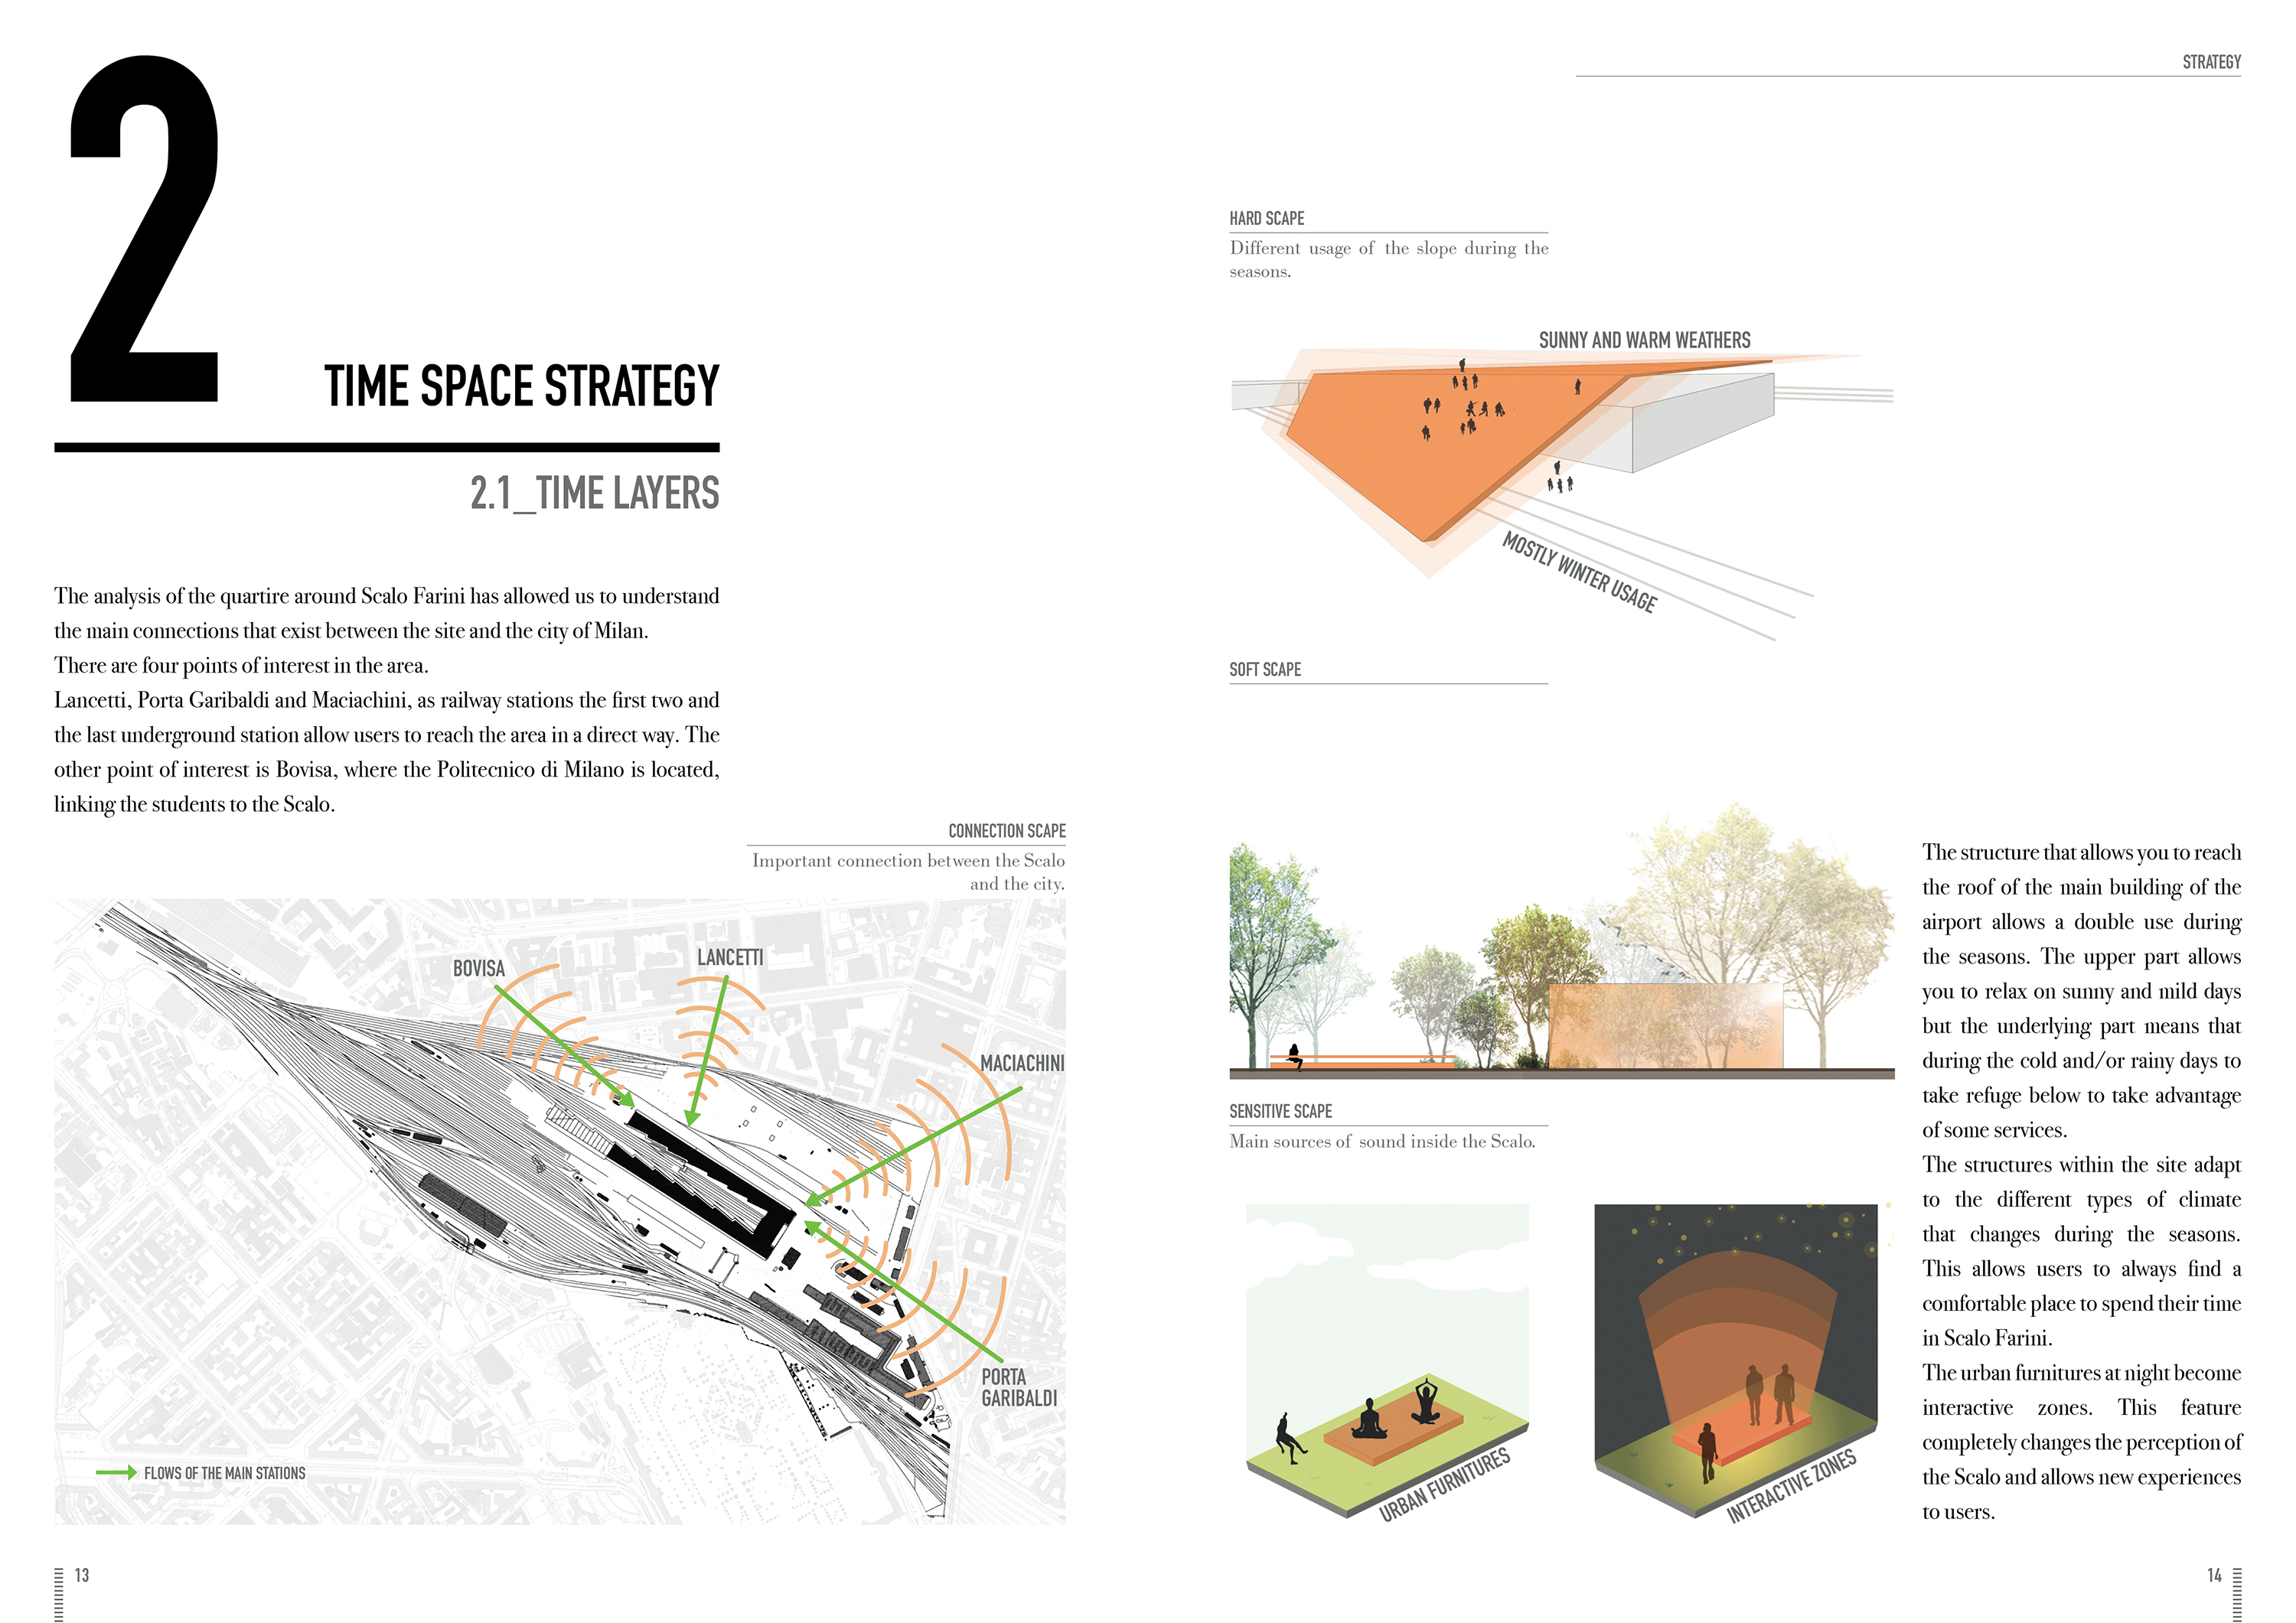 2
TIME SPACE STRATEGY
2.1_TIME LAYERS
The analysis of the quartire around Scalo Farini has allowed us to understand
the main connections that exist between the site and the city of Milan.
There are four points of interest in the area.
Lancetti, Porta Garibaldi and Maciachini, as railway stations the first two and
the last underground station allow users to reach the area in a direct way. The
other point of interest is Bovisa, where the Politecnico di Milano is located,
linking the students to the Scalo.
CONNECTION SCAPE
Important connection between the Scalo
and the city.
BOVISA
LANCETTI
MACIACHINI
PORTA
GARIBALDI
FLOWS OF THE MAIN STATIONS
13
STRATEGY
HARD SCAPE
Different usage of the slope during the
seasons.
SUNNY AND WARM WEATHERS
MOSTLY WINTER USAGE
SOFT SCAPE
SENSITIVE SCAPE
Main sources of sound inside the Scalo.
URBAN FURNITURES
INTERACTIVE ZONES
The structure that allows you to reach
the roof of the main building of the
airport allows a double use during
the seasons. The upper part allows
you to relax on sunny and mild days
but the underlying part means that
during the cold and/or rainy days to
take refuge below to take advantage
of some services.
The structures within the site adapt
to the different types of climate
that changes during the seasons.
This allows users to always find a
comfortable place to spend their time
in Scalo Farini.
The urban furnitures at night become
interactive zones. This feature
completely changes the perception of
the Scalo and allows new experiences
to users.
14